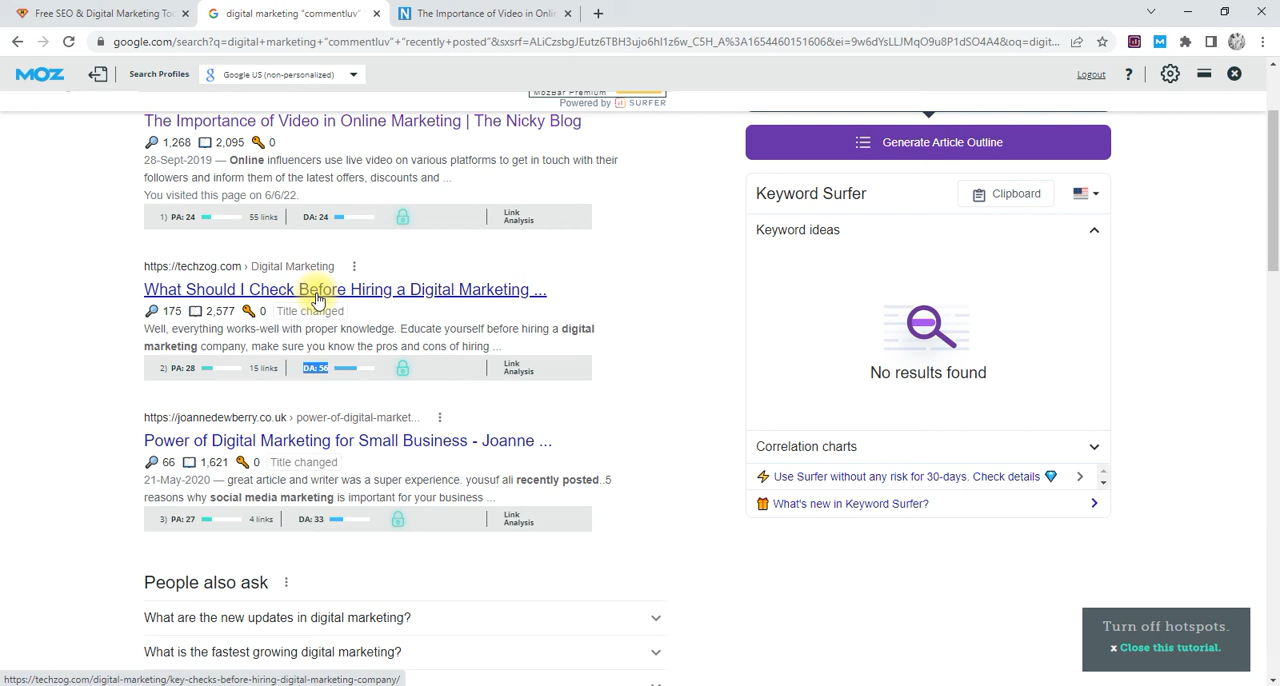 Free SEO & Digital Marketing To
digital marketing "commentluv"
The Importance of Video in Onli
google.com/search?q=digital+marketing+"commentluv"+"recently+posted"&sxsrf=ALiCzsbgJEutz6TBH3ujo6hI1z6w_C5H_A%3A1654460151606&ei=9w6dYsLLJMqO9u8P1dSO4A4&oq=digit...
MOZ
Search Profiles
Google US (non-personalized)
Logout
?
MozBar Premium
Powered by SURFER
The Importance of Video in Online Marketing | The Nicky Blog
1,268 2,095 0
28-Sept-2019 — Online influencers use live video on various platforms to get in touch with their
followers and inform them of the latest offers, discounts and ...
You visited this page on 6/6/22.
1) PA: 24 55 links DA: 24 Link Analysis
https://techzog.com › Digital Marketing
What Should I Check Before Hiring a Digital Marketing ...
175 2,577 0 Title changed
Well, everything works-well with proper knowledge. Educate yourself before hiring a digital
marketing company, make sure you know the pros and cons of hiring ...
2) PA: 28 15 links DA: 56 Link Analysis
https://joannedewberry.co.uk › power-of-digital-market...
Power of Digital Marketing for Small Business - Joanne ...
66 1,621 0 Title changed
21-May-2020 — great article and writer was a super experience. yousuf ali recently posted..5
reasons why social media marketing is important for your business ...
3) PA: 27 4 links DA: 33 Link Analysis
People also ask
What are the new updates in digital marketing?
What is the fastest growing digital marketing?
https://techzog.com/digital-marketing/key-checks-before-hiring-digital-marketing-company/
Generate Article Outline
Keyword Surfer
Clipboard
Keyword ideas
No results found
Correlation charts
Use Surfer without any risk for 30-days. Check details
What's new in Keyword Surfer?
Turn off hotspots.
x Close this tutorial.